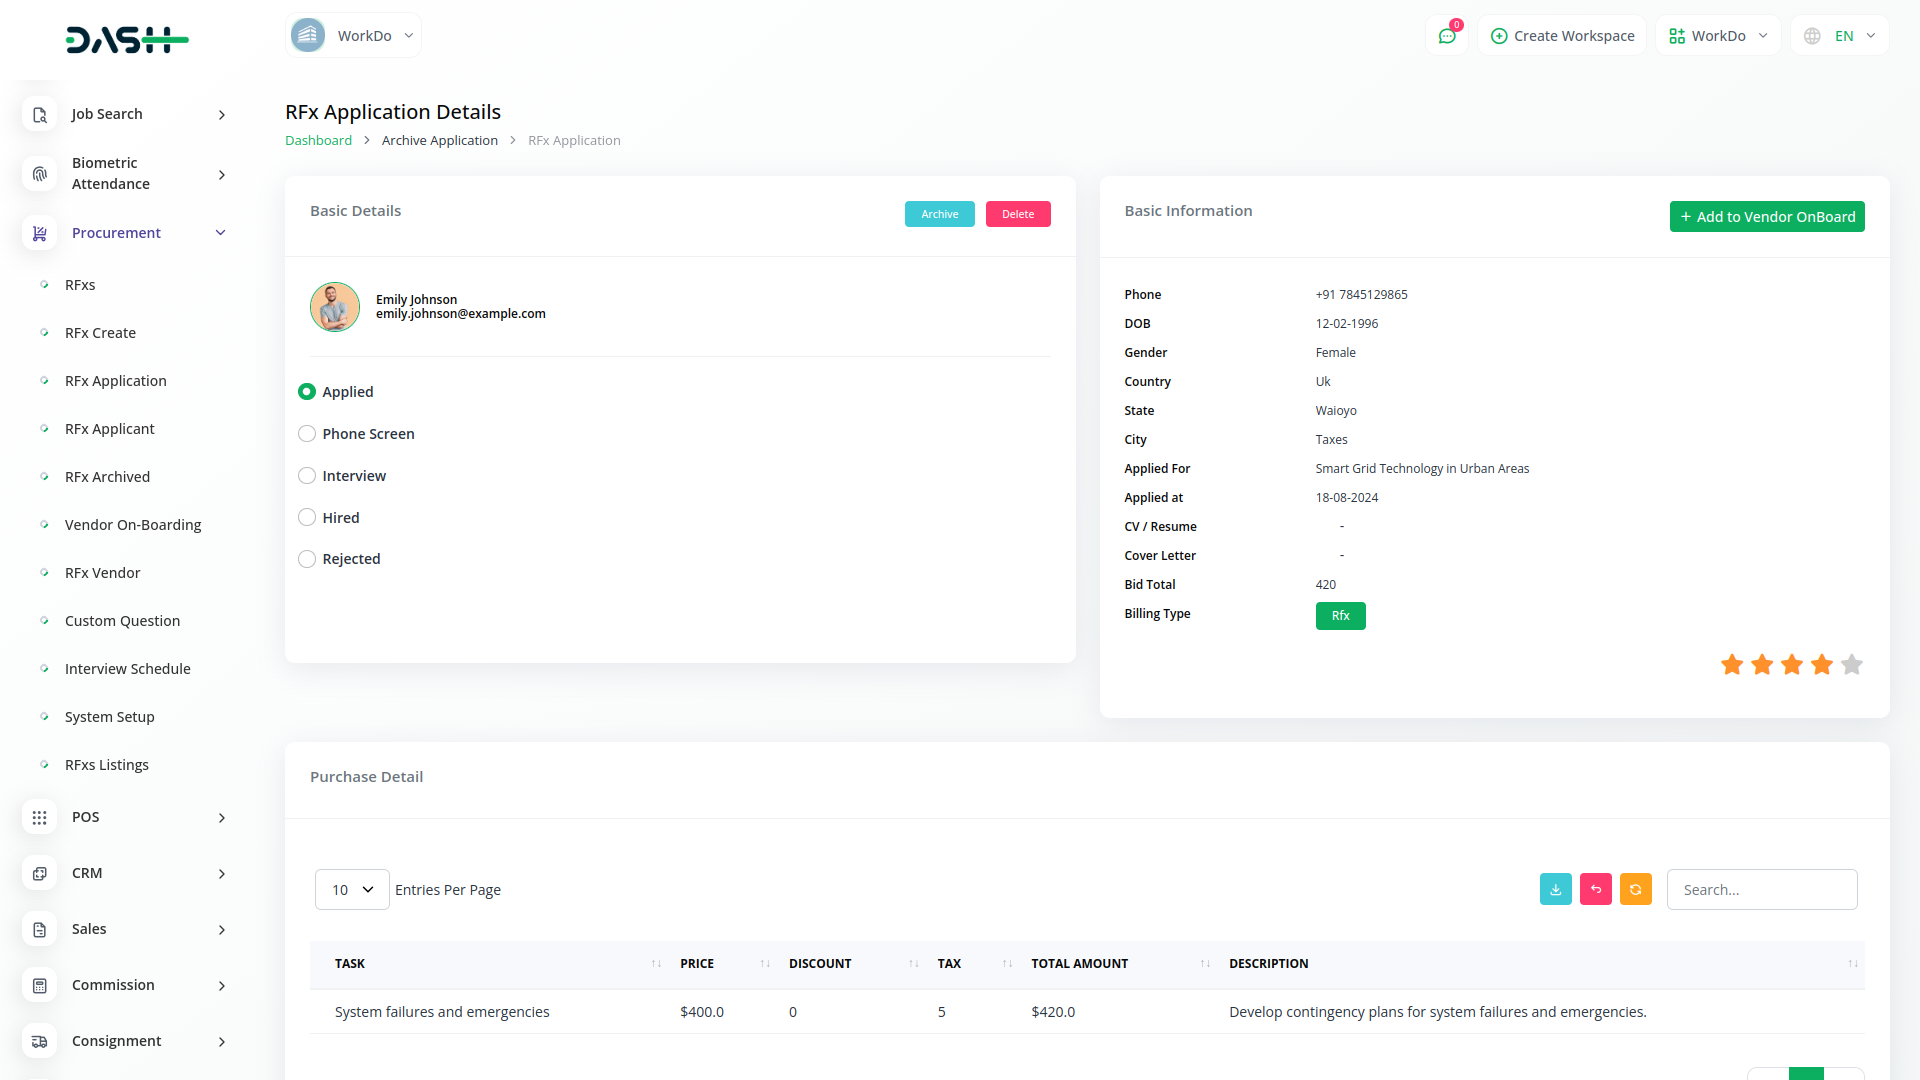 DASH
WorkDo
0
Create Workspace
WorkDo
EN
Job Search
Biometric
Attendance
Procurement
RFxs
RFx Create
RFx Application
RFx Applicant
RFx Archived
Vendor On-Boarding
RFx Vendor
Custom Question
Interview Schedule
System Setup
RFxs Listings
POS
CRM
Sales
Commission
Consignment
RFx Application Details
Dashboard > Archive Application > RFx Application
Basic Details
Archive
Delete
Emily Johnson
emily.johnson@example.com
Applied
Phone Screen
Interview
Hired
Rejected
Basic Information
+ Add to Vendor OnBoard
Phone +91 7845129865
DOB 12-02-1996
Gender Female
Country Uk
State Waioyo
City Taxes
Applied For Smart Grid Technology in Urban Areas
Applied at 18-08-2024
CV / Resume -
Cover Letter -
Bid Total 420
Billing Type Rfx
Purchase Detail
10 Entries Per Page
Search...
TASK PRICE DISCOUNT TAX TOTAL AMOUNT DESCRIPTION
System failures and emergencies $400.0 0 5 $420.0 Develop contingency plans for system failures and emergencies.